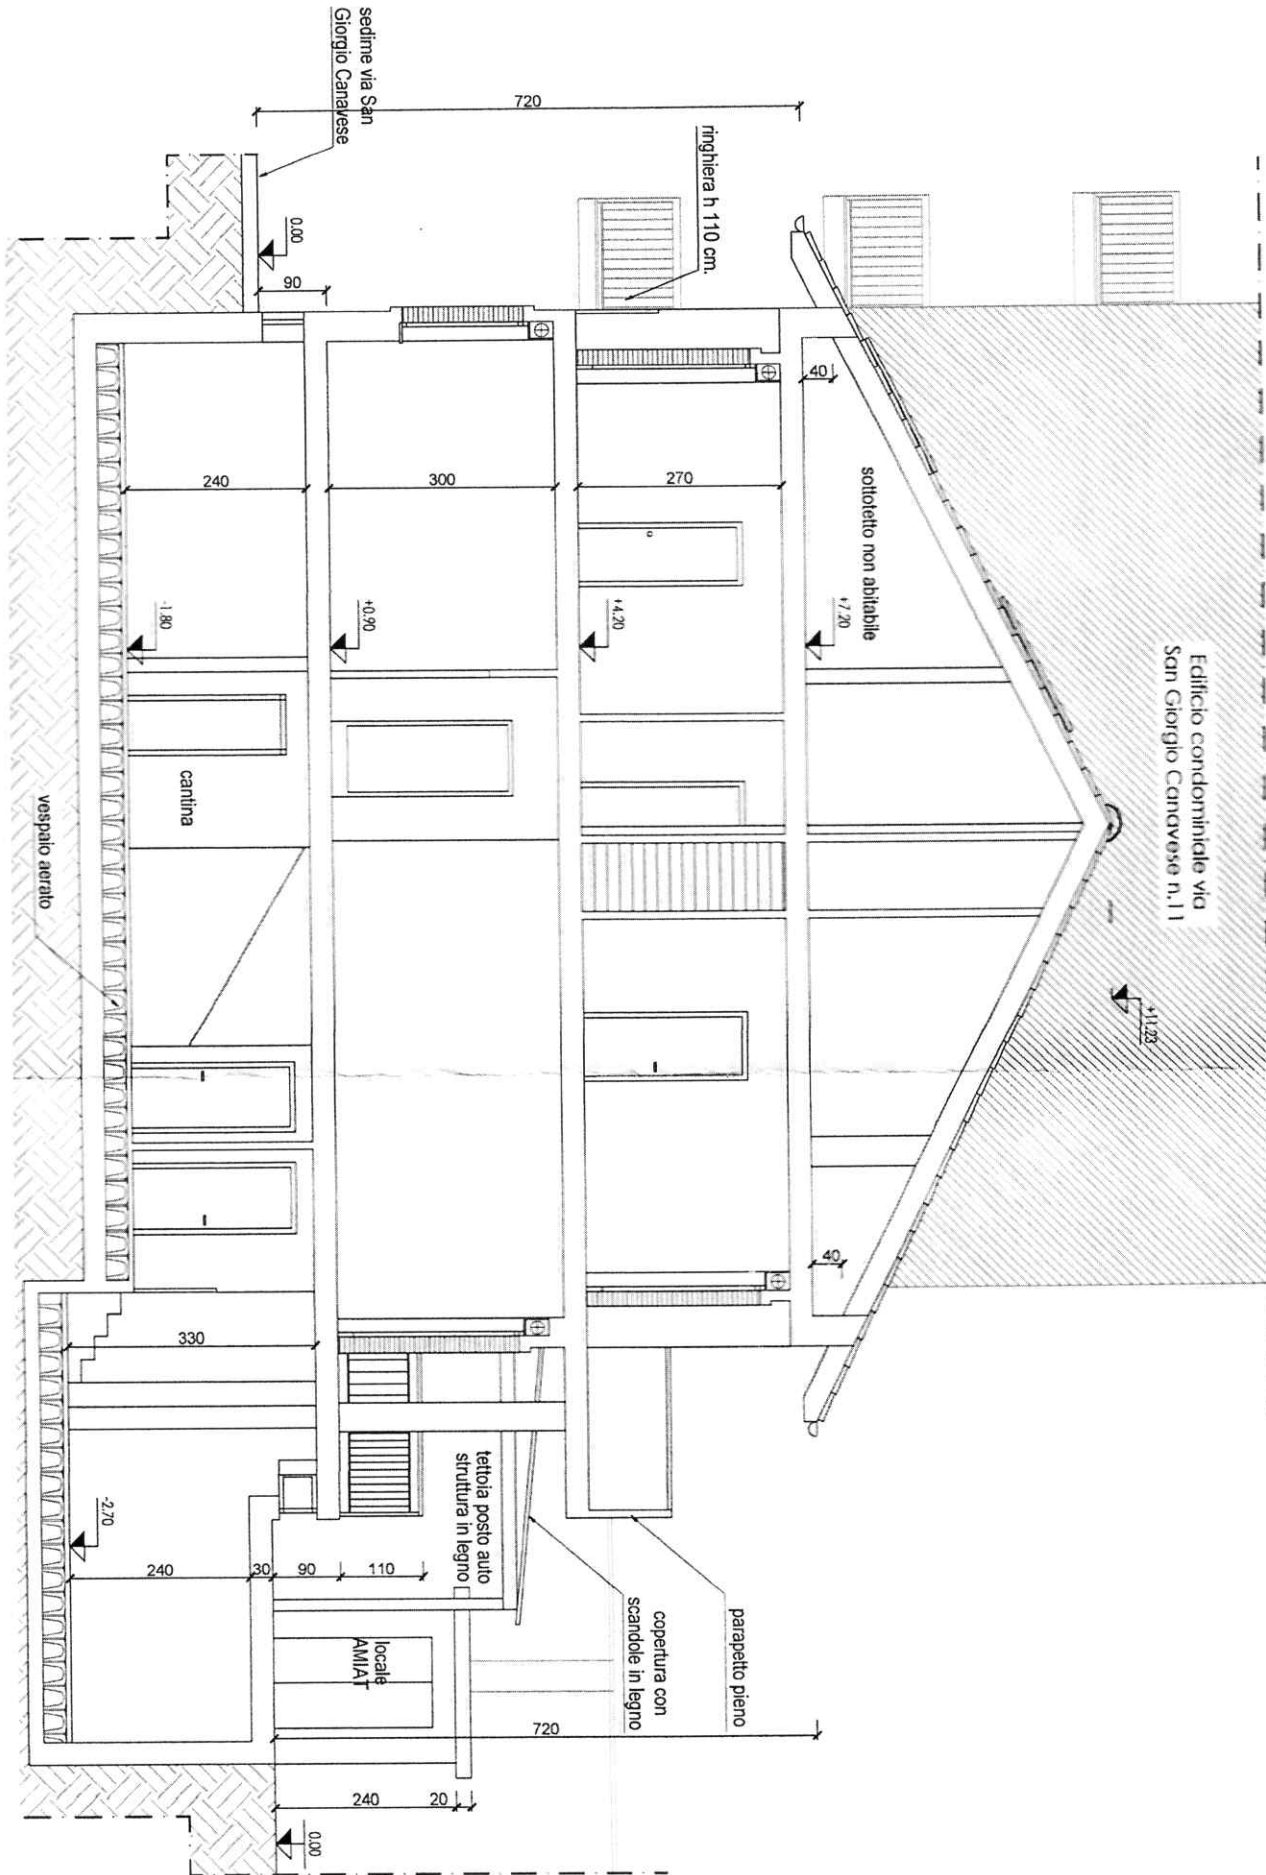 Edificio condominiale via
San Giorgio Canavese n.11
+11.23
720
ringhiera h 110 cm.
sedime via San
Giorgio Canavese
0.00
90
40
sottotetto non abitabile
+7.20
40
270
+4.20
300
+0.90
240
-1.80
cantina
vespaio aerato
330
-2.70
240
30
90
110
tettoia posto auto
struttura in legno
locale
AMIAT
parapetto pieno
copertura con
scandole in legno
720
240
20
0.00